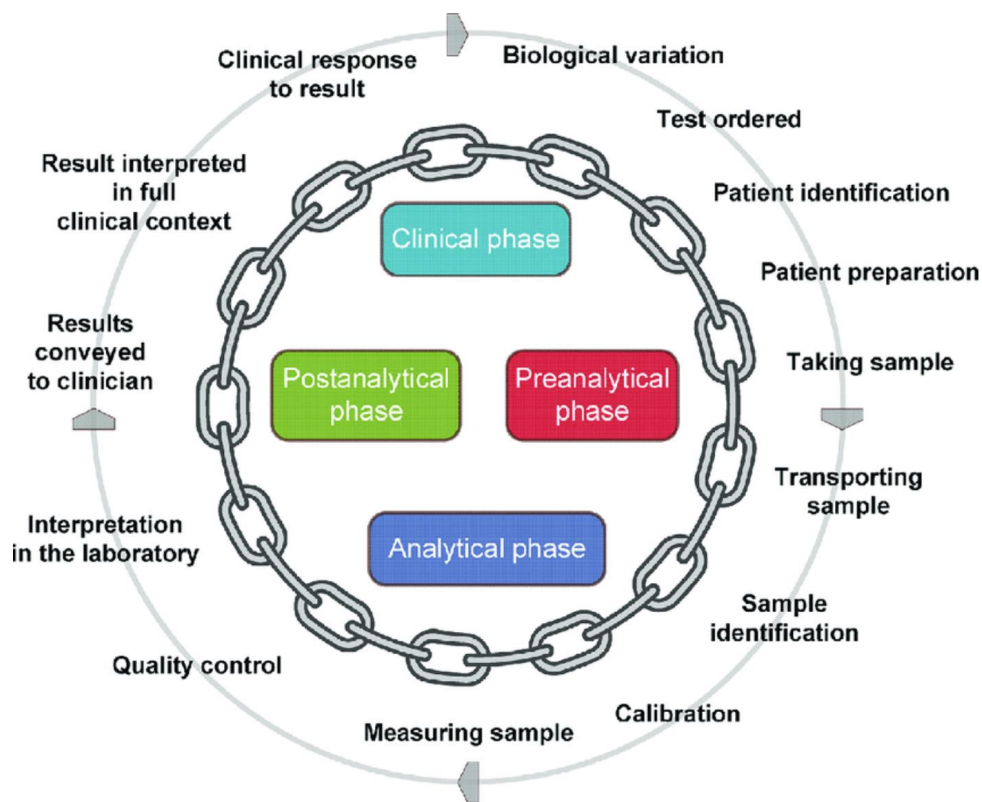 Clinical response
to result
Biological variation
Test ordered
Patient identification
Patient preparation
Taking sample
Transporting
sample
Sample
identification
Calibration
Measuring sample
Quality control
Interpretation
in the laboratory
Results
conveyed
to clinician
Result interpreted
in full
clinical context
Clinical phase
Postanalytical
phase
Preanalytical
phase
Analytical phase